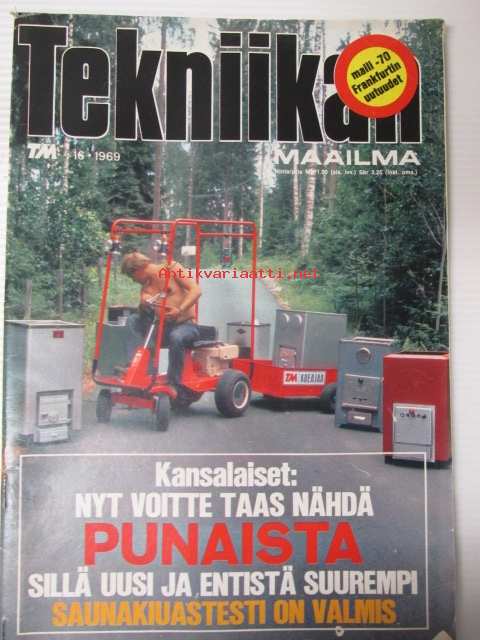 Tekniikan
malli -70
Frankfurtin
uutuudet
TM 16 • 1969
MAAILMA
Antikvariaatti.net
TM KOEAJAA
Kansalaiset:
NYT VOITTE TAAS NÄHDÄ
PUNAISTA
SILLÄ UUSI JA ENTISTÄ SUUREMPI
SAUNAKIUASTESTI ON VALMIS